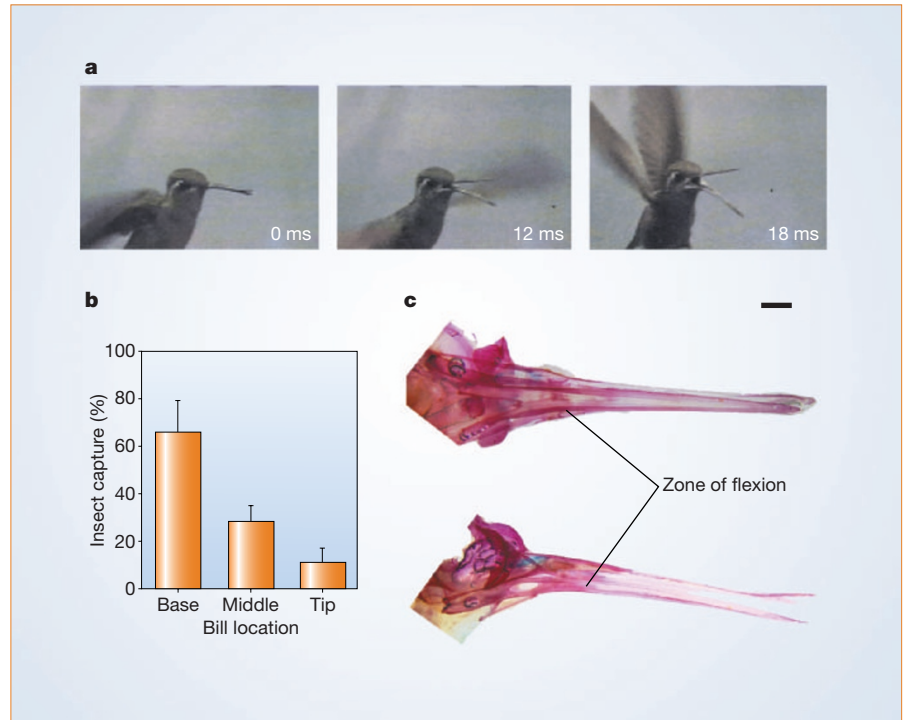 a
0 ms
12 ms
18 ms
b
c
100
80
60
40
20
0
Insect capture (%)
Base Middle Tip
Bill location
Zone of flexion